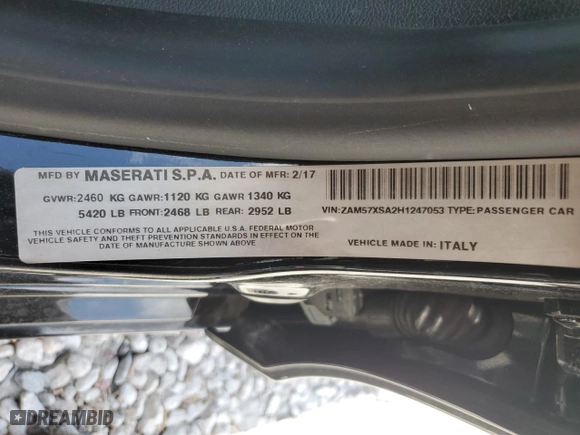 MFD BY MASERATI S.P.A. DATE OF MFR: 2/17
GVWR:2460 KG GAWR:1120 KG GAWR 1340 KG
5420 LB FRONT:2468 LB REAR: 2952 LB
THIS VEHICLE CONFORMS TO ALL APPLICABLE U.S.A. FEDERAL MOTOR
VEHICLE SAFETY AND THEFT PREVENTION STANDARDS IN EFFECT ON THE
DATE OF MANUFACTURE SHOWN ABOVE
VIN:ZAM57XSA2H1247053 TYPE:PASSENGER CAR
VEHICLE MADE IN: ITALY
DREAMBID